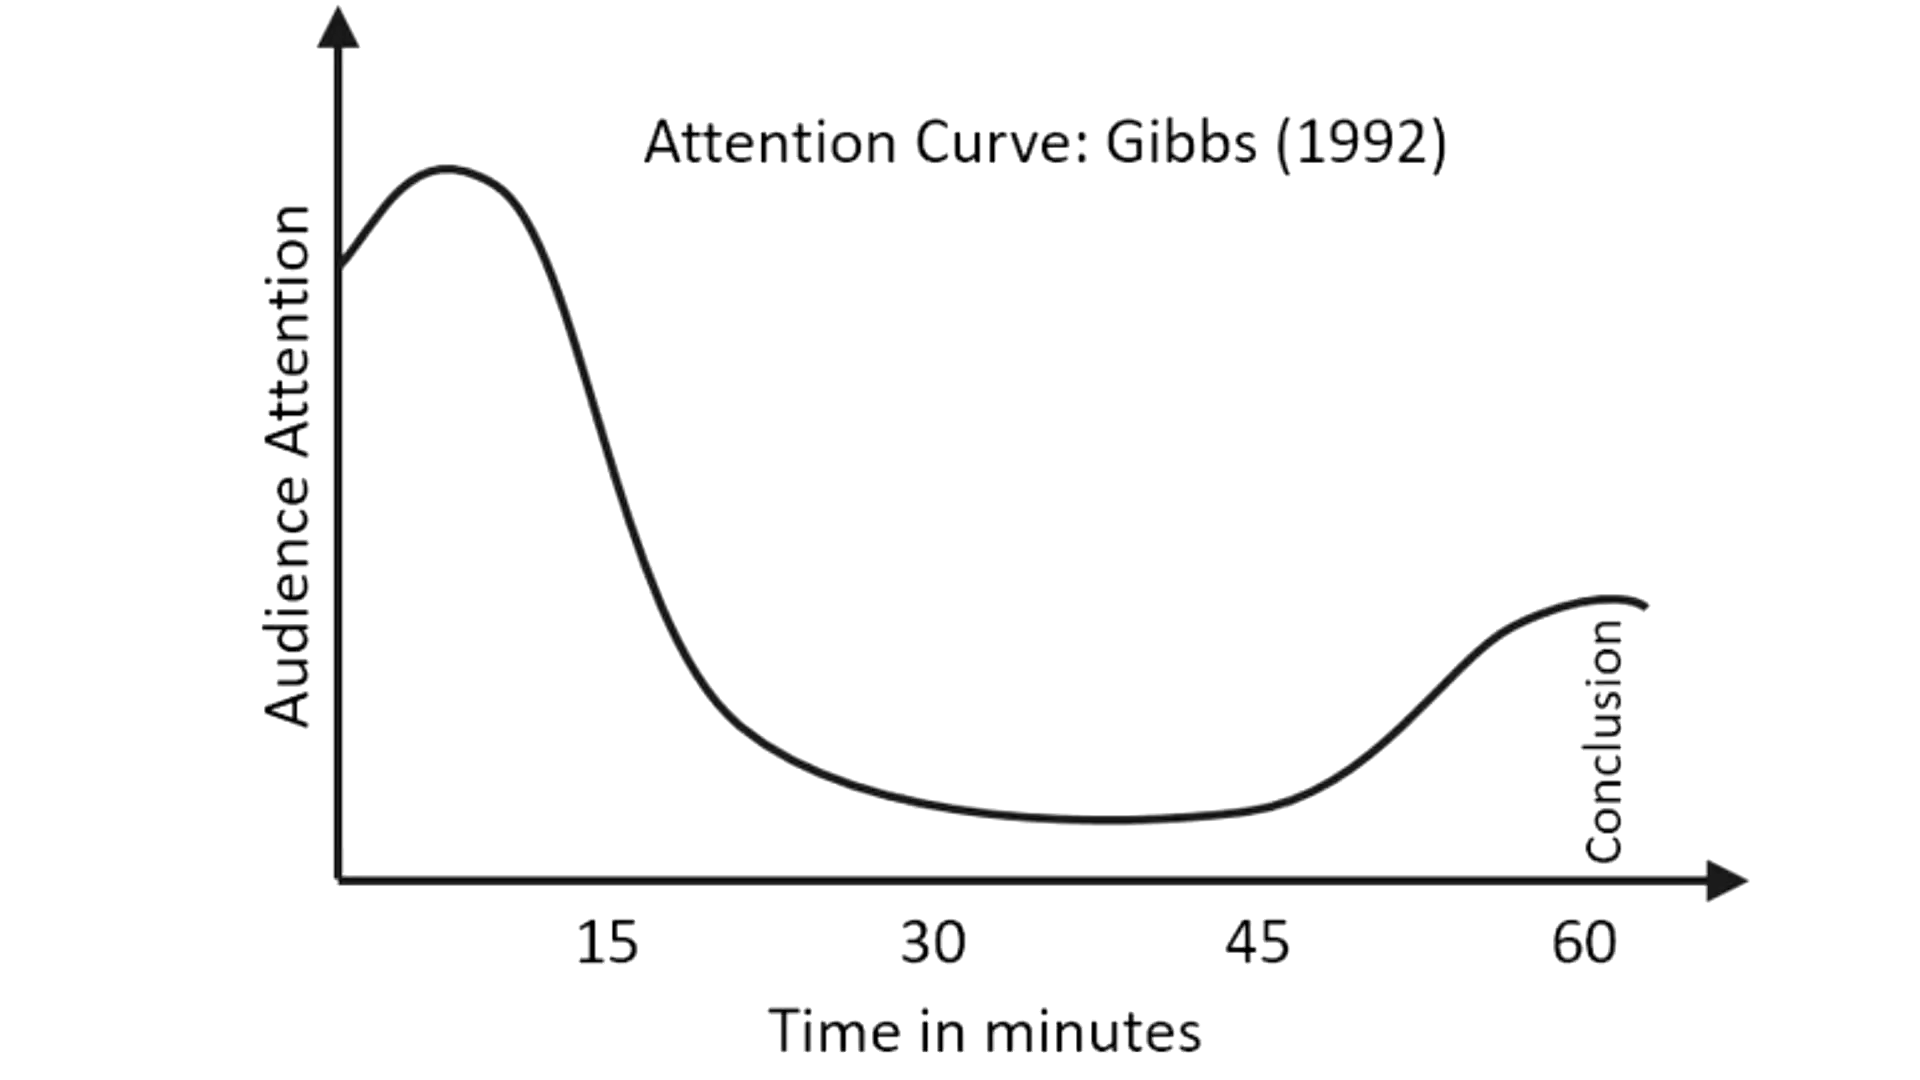 Attention Curve: Gibbs (1992)
Audience Attention
Conclusion
15 30 45 60
Time in minutes